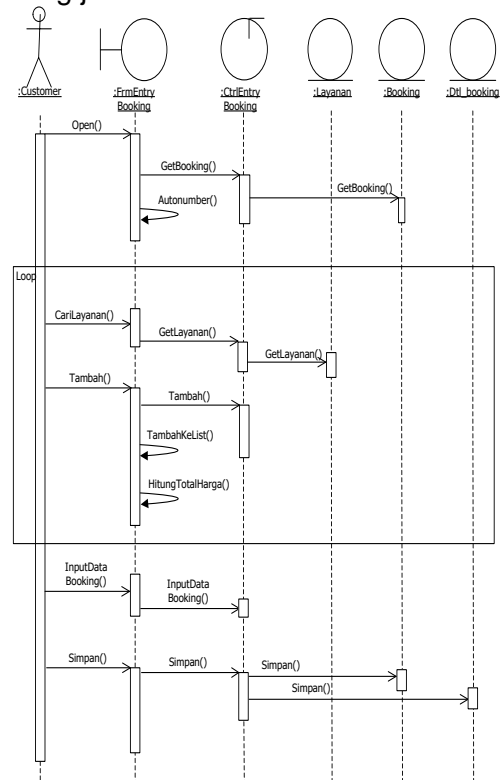 :Customer
:FrmEntry
Booking
:CtrlEntry
Booking
:Layanan
:Booking
:Dtl_booking
Open()
GetBooking()
GetBooking()
Autonumber()
Loop
CariLayanan()
GetLayanan()
GetLayanan()
Tambah()
Tambah()
TambahKeList()
HitungTotalHarga()
InputData
Booking()
InputData
Booking()
Simpan()
Simpan()
Simpan()
Simpan()